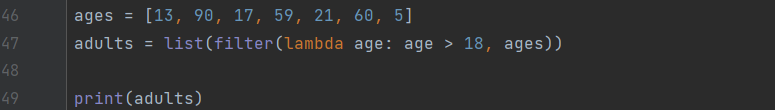 46 ages = [13, 90, 17, 59, 21, 60, 5]
47 adults = list(filter(lambda age: age > 18, ages))
48
49 print(adults)